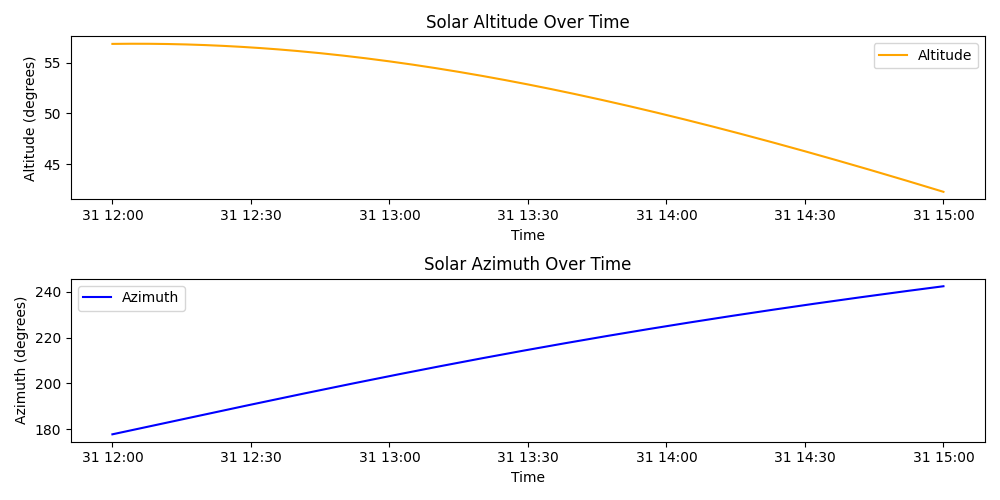 Solar Altitude Over Time
Altitude (degrees)
55
50
45
Altitude
31 12:00 31 12:30 31 13:00 31 13:30 31 14:00 31 14:30 31 15:00
Time
Solar Azimuth Over Time
Azimuth (degrees)
240
220
200
180
Azimuth
31 12:00 31 12:30 31 13:00 31 13:30 31 14:00 31 14:30 31 15:00
Time